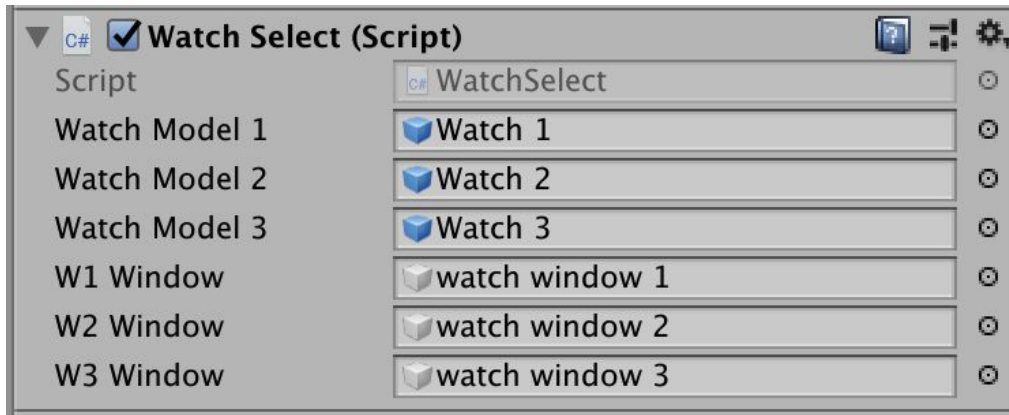 C# Watch Select (Script)
Script C# WatchSelect
Watch Model 1 Watch 1
Watch Model 2 Watch 2
Watch Model 3 Watch 3
W1 Window watch window 1
W2 Window watch window 2
W3 Window watch window 3